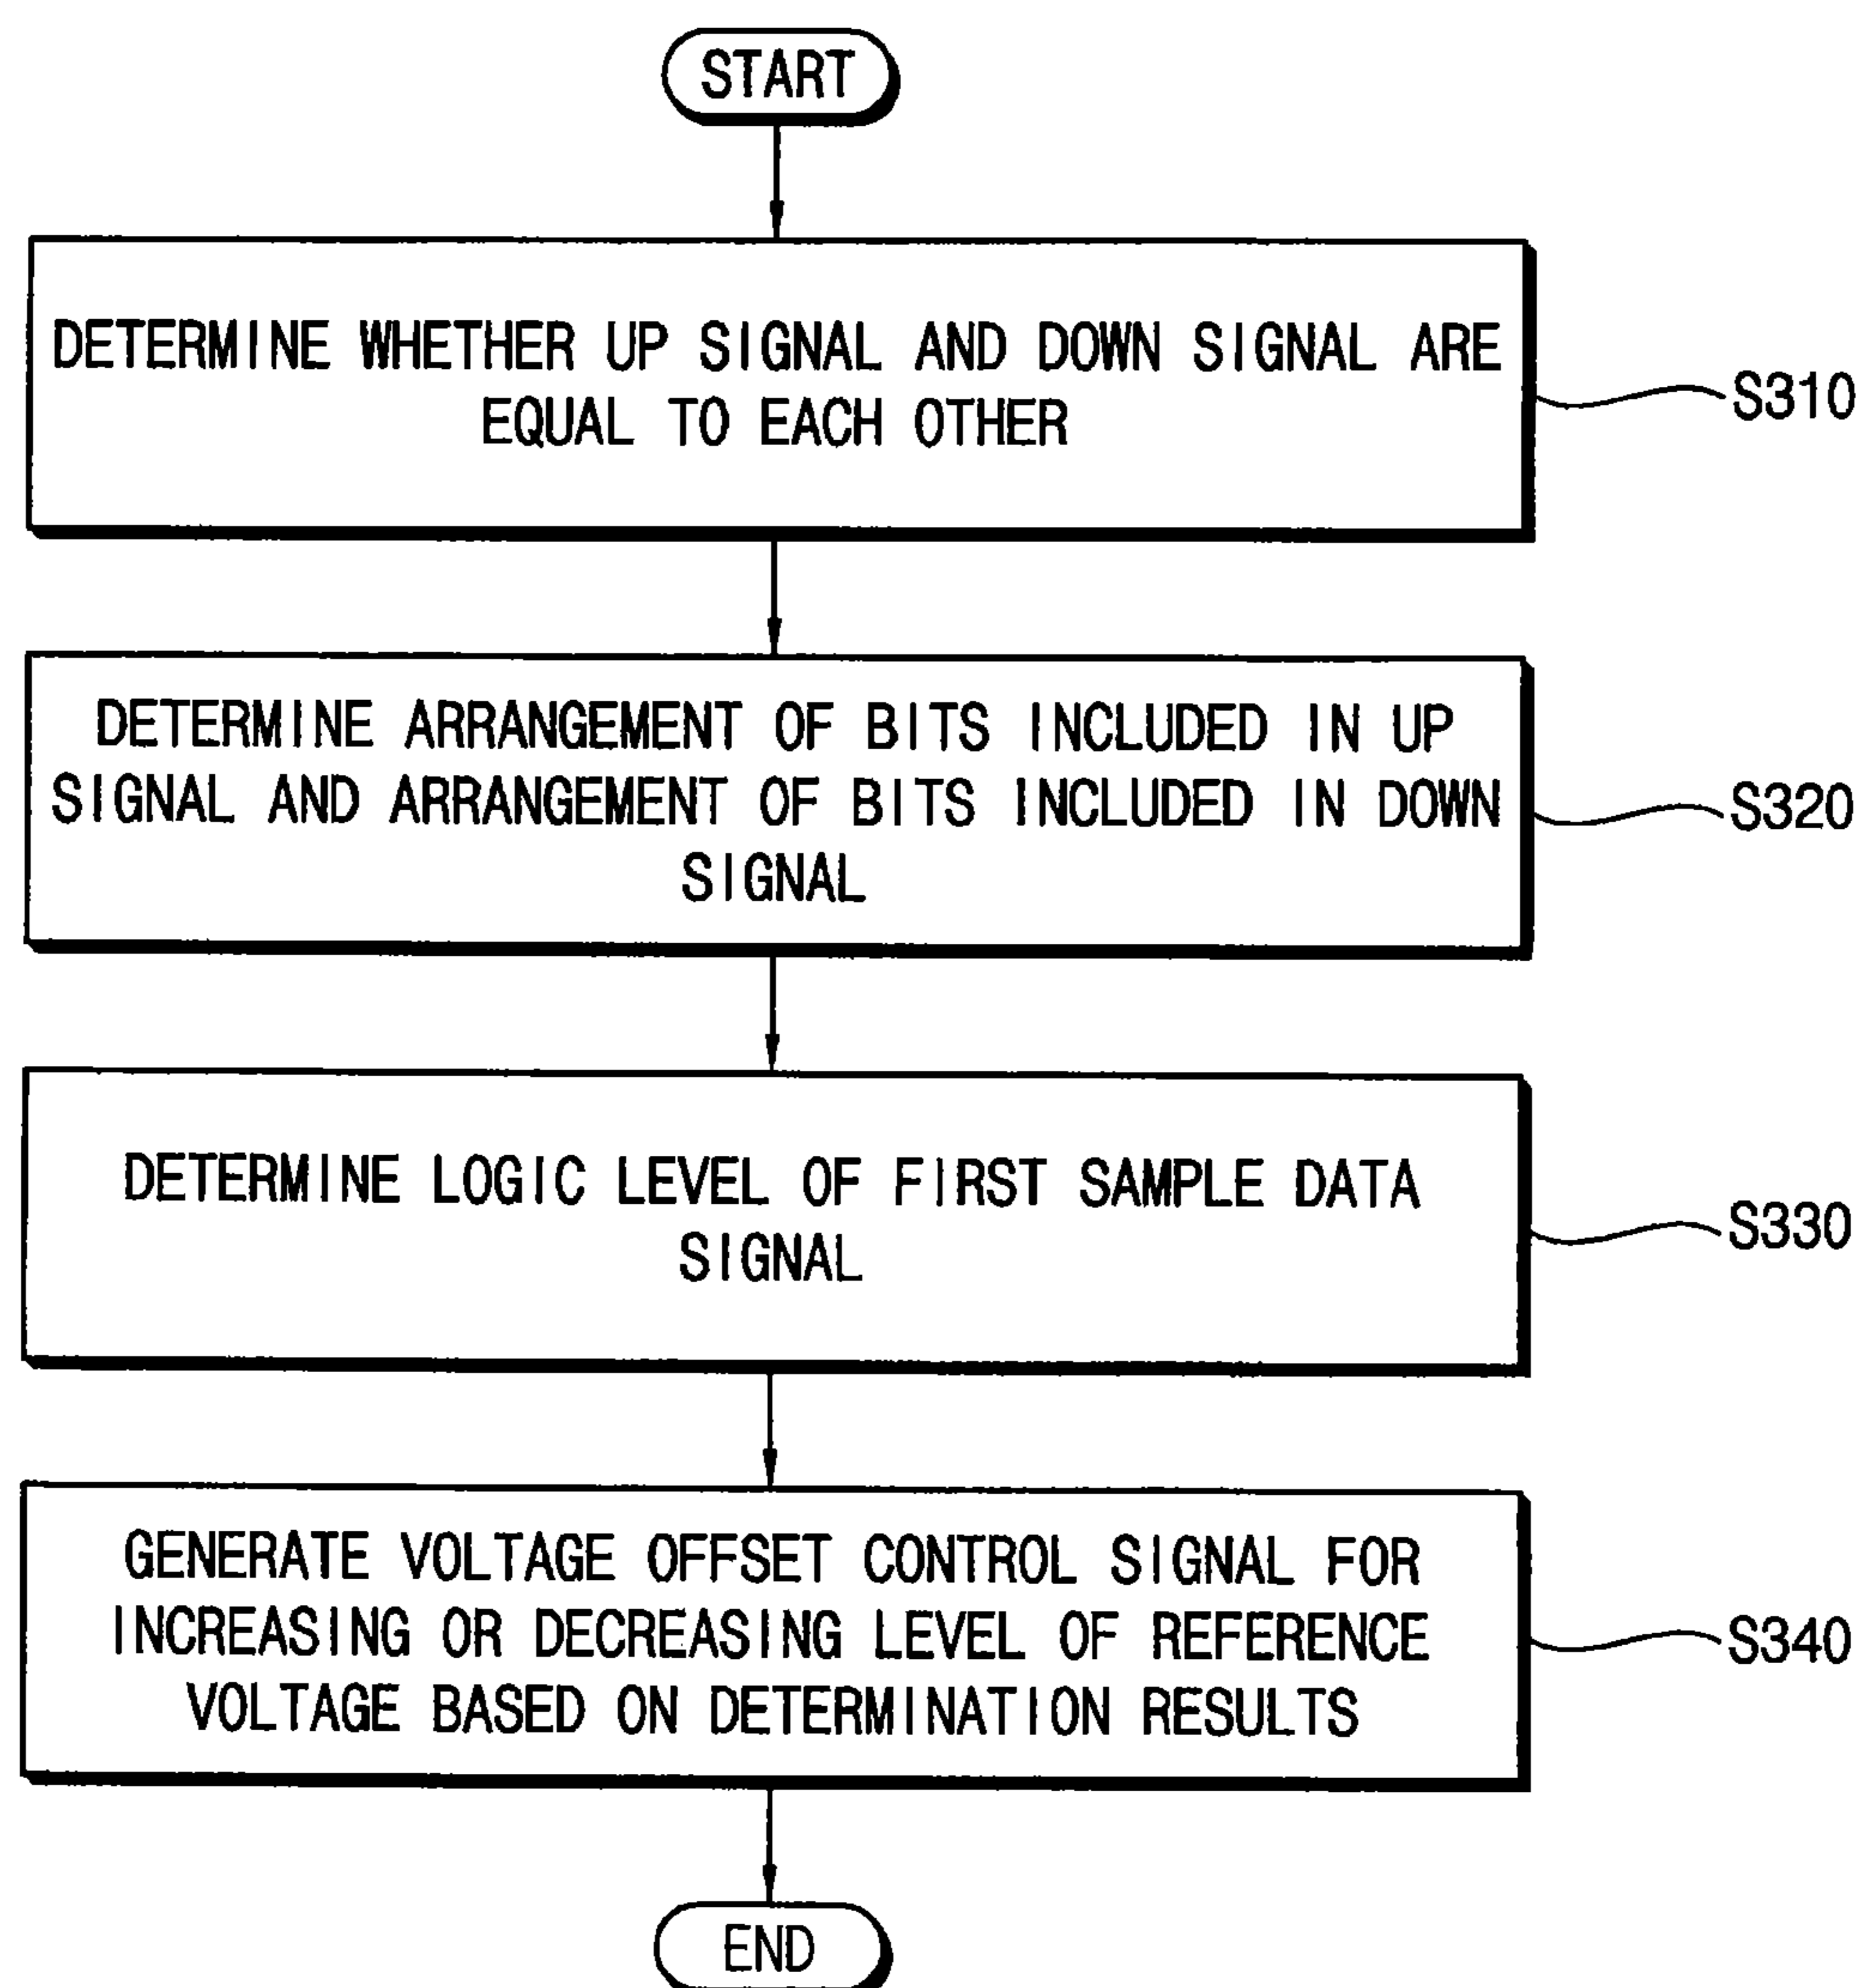 START
DETERMINE WHETHER UP SIGNAL AND DOWN SIGNAL ARE
EQUAL TO EACH OTHER
S310
DETERMINE ARRANGEMENT OF BITS INCLUDED IN UP
SIGNAL AND ARRANGEMENT OF BITS INCLUDED IN DOWN
SIGNAL
S320
DETERMINE LOGIC LEVEL OF FIRST SAMPLE DATA
SIGNAL
S330
GENERATE VOLTAGE OFFSET CONTROL SIGNAL FOR
INCREASING OR DECREASING LEVEL OF REFERENCE
VOLTAGE BASED ON DETERMINATION RESULTS
S340
END